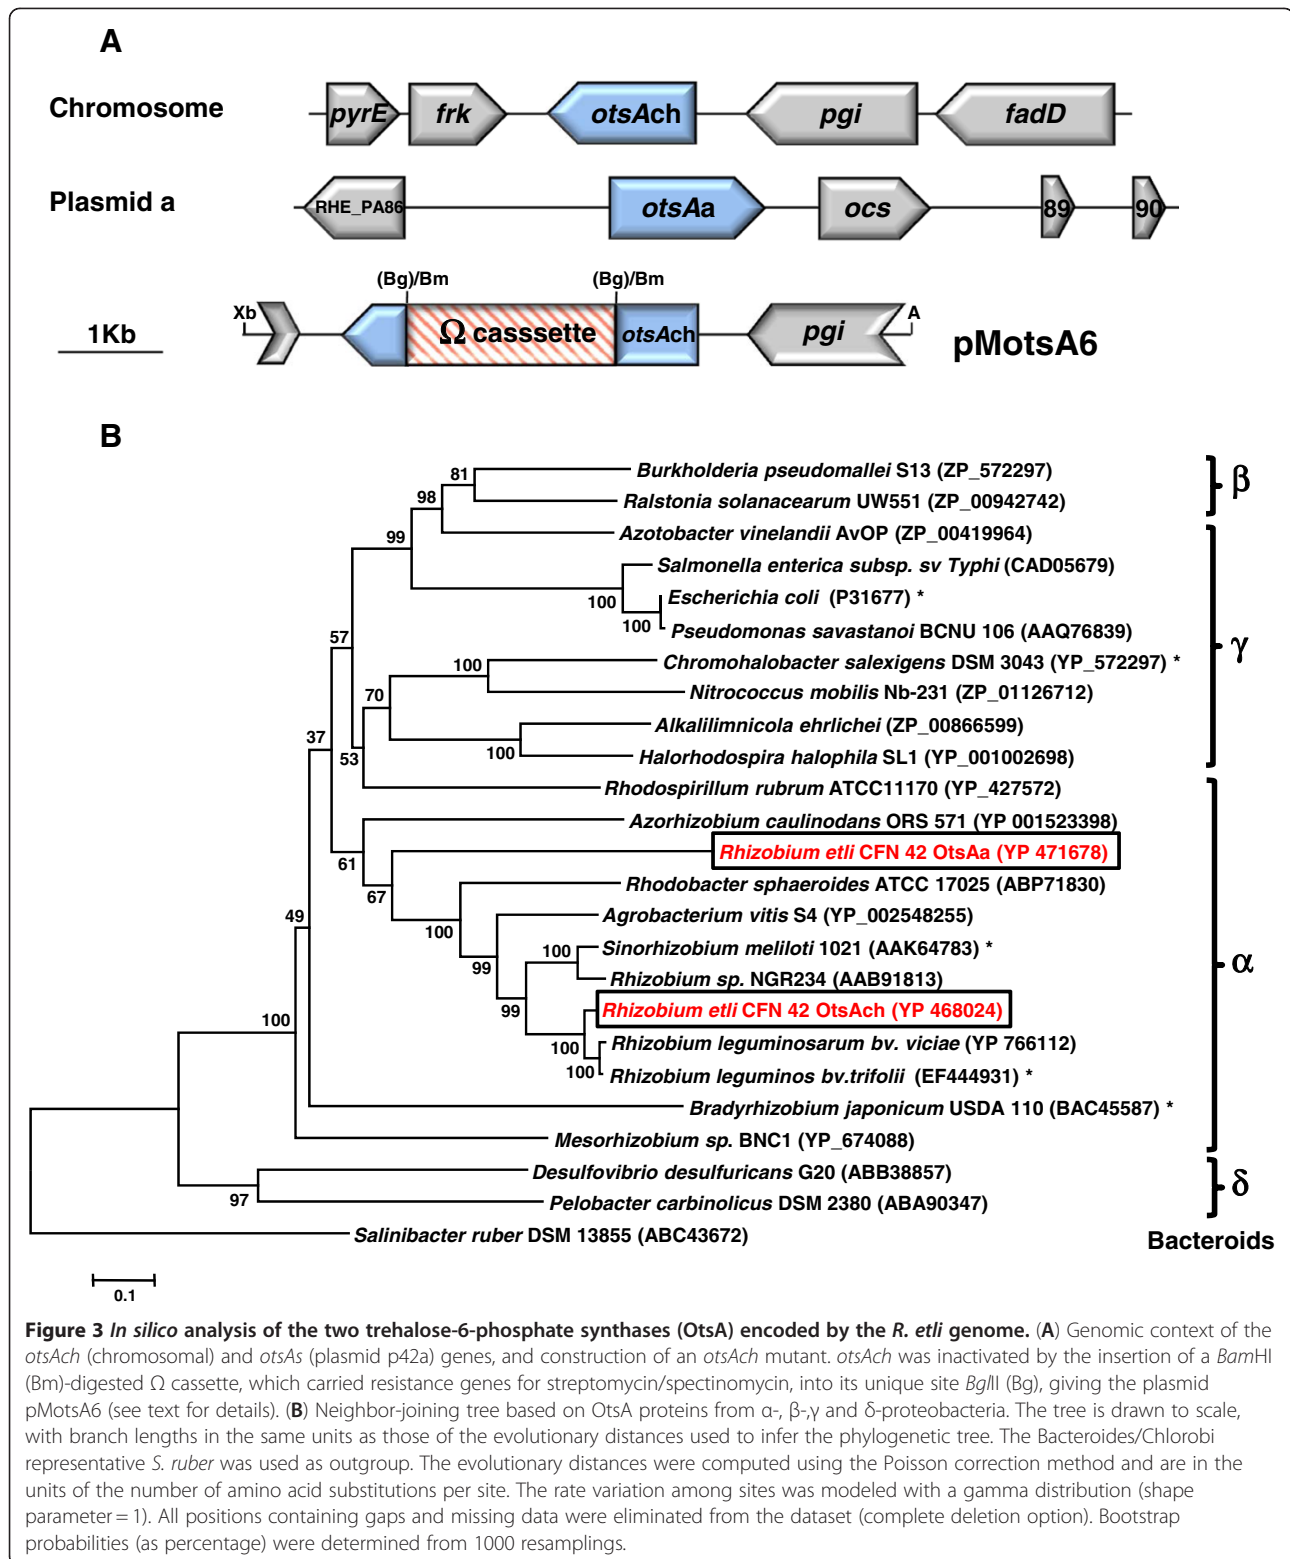 A
Chromosome
pyrE frk otsAch pgi fadD
Plasmid a
RHE_PA86 otsAa ocs 89 90
(Bg)/Bm (Bg)/Bm
Xb A
1Kb
Ω casssette otsAch pgi
pMotsA6
B
81 Burkholderia pseudomallei S13 (ZP_572297)
98 Ralstonia solanacearum UW551 (ZP_00942742)
β
99 Azotobacter vinelandii AvOP (ZP_00419964)
Salmonella enterica subsp. sv Typhi (CAD05679)
100 Escherichia coli (P31677) *
100 Pseudomonas savastanoi BCNU 106 (AAQ76839)
57 γ
100 Chromohalobacter salexigens DSM 3043 (YP_572297) *
70 Nitrococcus mobilis Nb-231 (ZP_01126712)
Alkalilimnicola ehrlichei (ZP_00866599)
37 53 100 Halorhodospira halophila SL1 (YP_001002698)
Rhodospirillum rubrum ATCC11170 (YP_427572)
Azorhizobium caulinodans ORS 571 (YP 001523398)
61 Rhizobium etli CFN 42 OtsAa (YP 471678)
67 Rhodobacter sphaeroides ATCC 17025 (ABP71830)
49 100 Agrobacterium vitis S4 (YP_002548255)
99 100 Sinorhizobium meliloti 1021 (AAK64783) *
α
Rhizobium sp. NGR234 (AAB91813)
99 Rhizobium etli CFN 42 OtsAch (YP 468024)
100 100 Rhizobium leguminosarum bv. viciae (YP 766112)
100 Rhizobium leguminos bv.trifolii (EF444931) *
Bradyrhizobium japonicum USDA 110 (BAC45587) *
Mesorhizobium sp. BNC1 (YP_674088)
Desulfovibrio desulfuricans G20 (ABB38857)
δ
97 Pelobacter carbinolicus DSM 2380 (ABA90347)
Salinibacter ruber DSM 13855 (ABC43672)
Bacteroids
0.1
Figure 3 In silico analysis of the two trehalose-6-phosphate synthases (OtsA) encoded by the R. etli genome. (A) Genomic context of the
otsAch (chromosomal) and otsAs (plasmid p42a) genes, and construction of an otsAch mutant. otsAch was inactivated by the insertion of a BamHI
(Bm)-digested Ω cassette, which carried resistance genes for streptomycin/spectinomycin, into its unique site BglII (Bg), giving the plasmid
pMotsA6 (see text for details). (B) Neighbor-joining tree based on OtsA proteins from α-, β-,γ and δ-proteobacteria. The tree is drawn to scale,
with branch lengths in the same units as those of the evolutionary distances used to infer the phylogenetic tree. The Bacteroides/Chlorobi
representative S. ruber was used as outgroup. The evolutionary distances were computed using the Poisson correction method and are in the
units of the number of amino acid substitutions per site. The rate variation among sites was modeled with a gamma distribution (shape
parameter = 1). All positions containing gaps and missing data were eliminated from the dataset (complete deletion option). Bootstrap
probabilities (as percentage) were determined from 1000 resamplings.